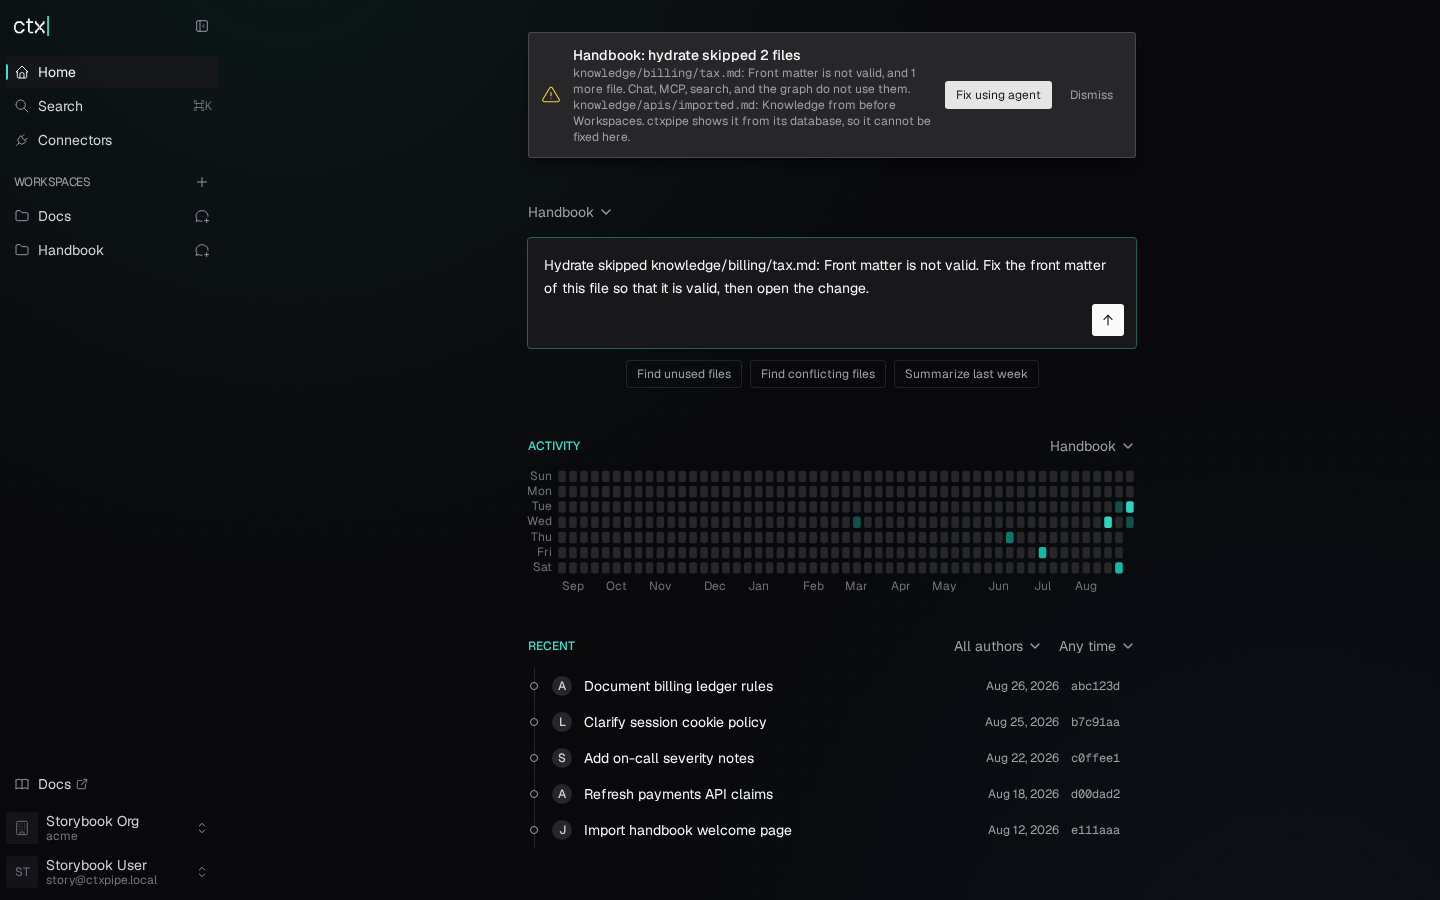 ctx
Home
Search ⌘K
Connectors
WORKSPACES
Docs
Handbook
Docs
Storybook Org
acme
ST
Storybook User
story@ctxpipe.local
Handbook: hydrate skipped 2 files
knowledge/billing/tax.md: Front matter is not valid, and 1
more file. Chat, MCP, search, and the graph do not use them.
knowledge/apis/imported.md: Knowledge from before
Workspaces. ctxpipe shows it from its database, so it cannot be
fixed here.
Fix using agent
Dismiss
Handbook
Hydrate skipped knowledge/billing/tax.md: Front matter is not valid. Fix the front matter
of this file so that it is valid, then open the change.
Find unused files
Find conflicting files
Summarize last week
ACTIVITY
Handbook
Sun
Mon
Tue
Wed
Thu
Fri
Sat
Sep Oct Nov Dec Jan Feb Mar Apr May Jun Jul Aug
RECENT
All authors
Any time
A Document billing ledger rules Aug 26, 2026 abc123d
L Clarify session cookie policy Aug 25, 2026 b7c91aa
S Add on-call severity notes Aug 22, 2026 c0ffee1
A Refresh payments API claims Aug 18, 2026 d00dad2
J Import handbook welcome page Aug 12, 2026 e111aaa